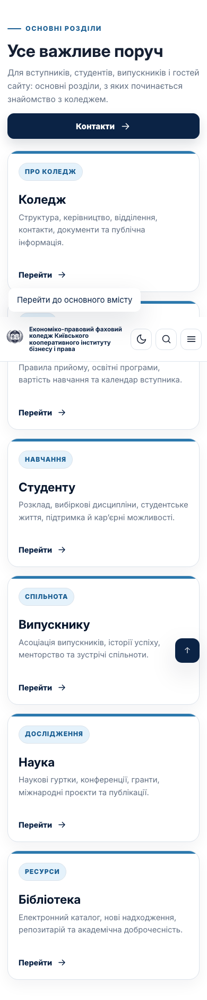 ОСНОВНІ РОЗДІЛИ
Усе важливе поруч
Для вступників, студентів, випускників і гостей
сайту: основні розділи, з яких починається
знайомство з коледжем.
Контакти
ПРО КОЛЕДЖ
Коледж
Структура, керівництво, відділення,
контакти, документи та публічна
інформація.
Перейти
Перейти до основного вмісту
Економіко-правовий фаховий
коледж Київського
кооперативного інституту
бізнесу і права
Правила прийому, освітні програми,
вартість навчання та календар вступника.
Перейти
НАВЧАННЯ
Студенту
Розклад, вибіркові дисципліни, студентське
життя, підтримка й кар’єрні можливості.
Перейти
СПІЛЬНОТА
Випускнику
Асоціація випускників, історії успіху,
менторство та зустрічі спільноти.
Перейти
ДОСЛІДЖЕННЯ
Наука
Наукові гуртки, конференції, гранти,
міжнародні проєкти та публікації.
Перейти
РЕСУРСИ
Бібліотека
Електронний каталог, нові надходження,
репозитарій та академічна доброчесність.
Перейти